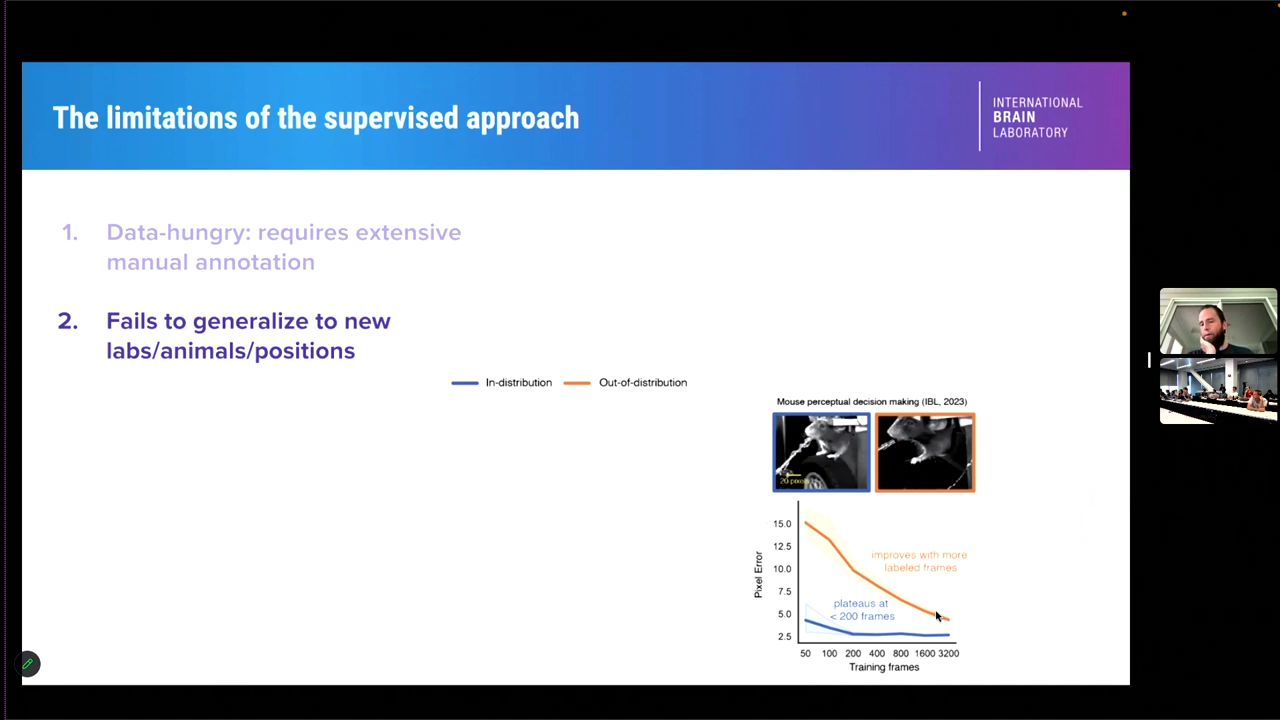 The limitations of the supervised approach
INTERNATIONAL
BRAIN
LABORATORY
1. Data-hungry: requires extensive
manual annotation
2. Fails to generalize to new
labs/animals/positions
In-distribution
Out-of-distribution
Mouse perceptual decision making (IBL, 2023)
20 pixels
15.0
12.5
10.0
7.5
5.0
2.5
Pixel Error
improves with more
labeled frames
plateaus at
< 200 frames
50 100 200 400 800 1600 3200
Training frames